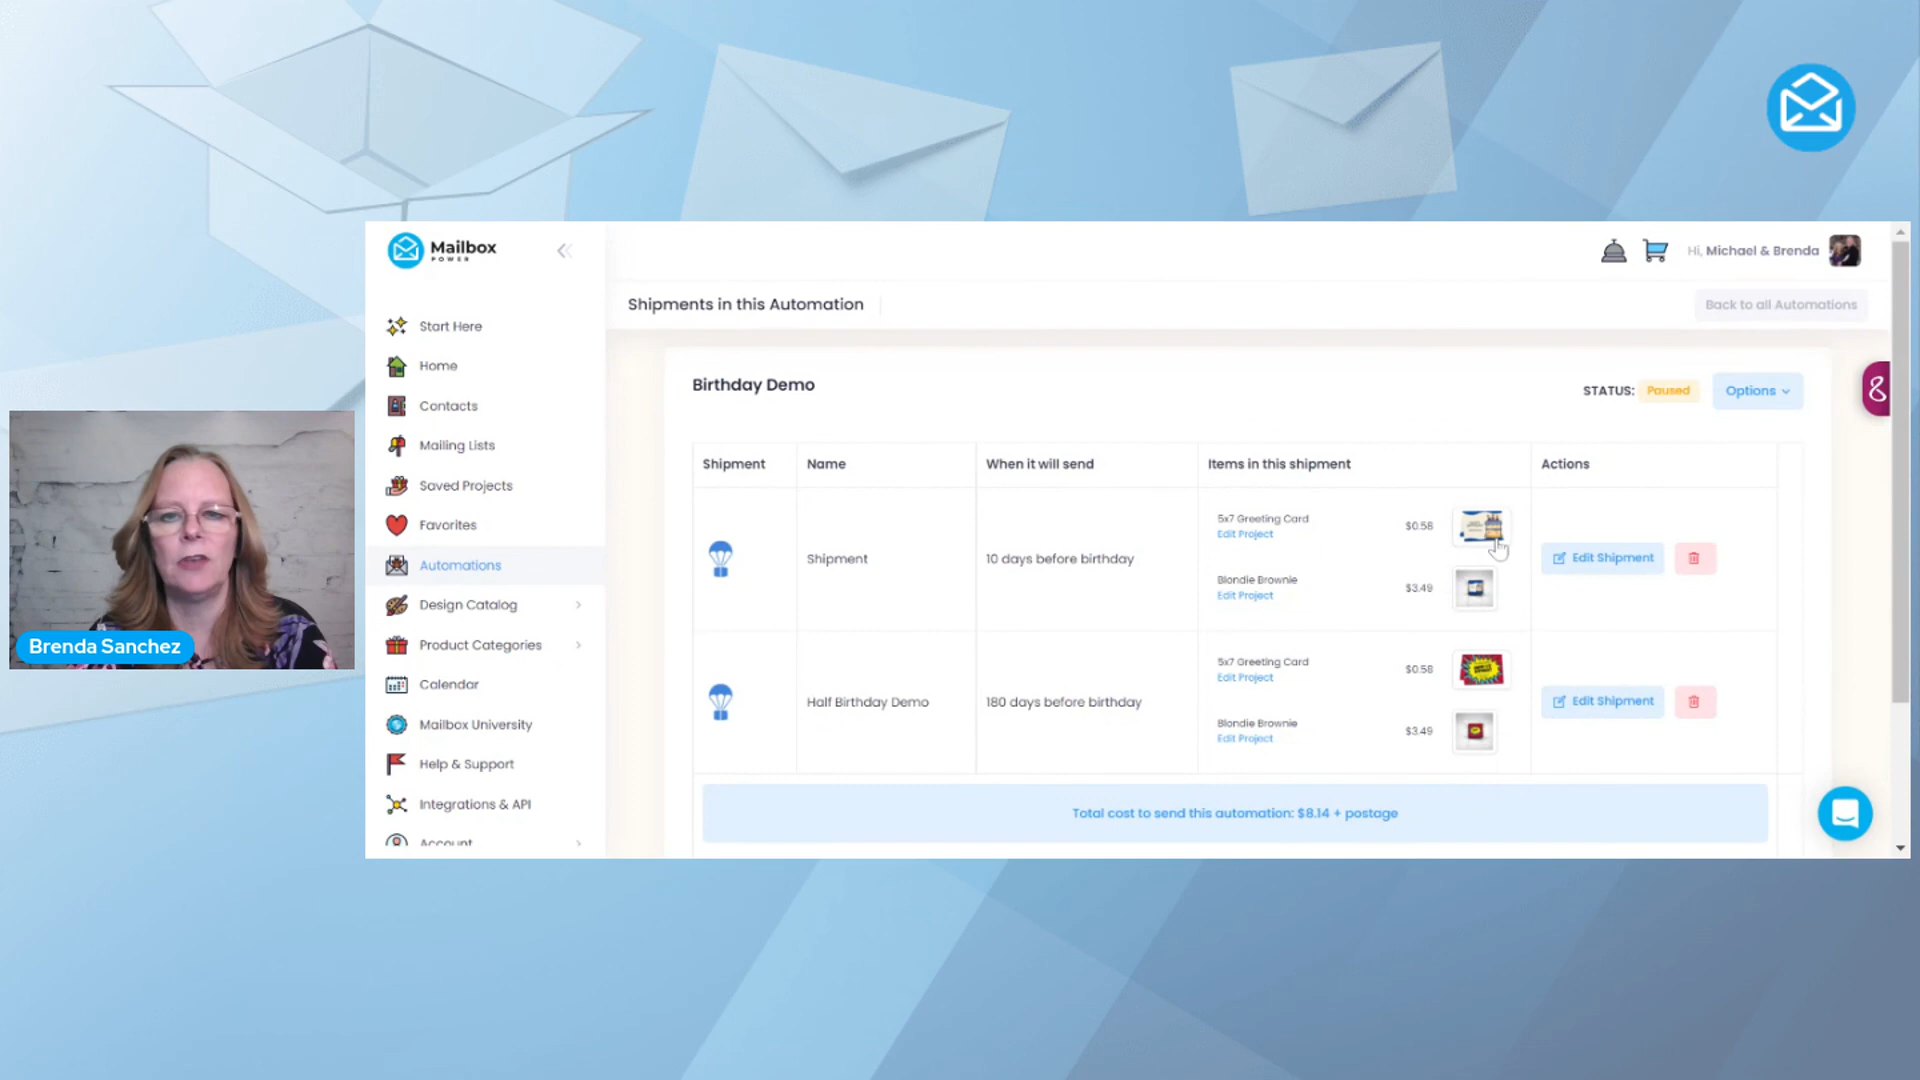 Mailbox
POWER
Hi, Michael & Brenda
Shipments in this Automation
Back to all Automations
Start Here
Home
Contacts
Mailing Lists
Saved Projects
Favorites
Automations
Design Catalog
Product Categories
Calendar
Mailbox University
Help & Support
Integrations & API
Account
Birthday Demo
STATUS: Paused
Options
Shipment
Name
When it will send
Items in this shipment
Actions
Shipment
10 days before birthday
5x7 Greeting Card
Edit Project
$0.58
Blondie Brownie
Edit Project
$3.49
Edit Shipment
Half Birthday Demo
180 days before birthday
5x7 Greeting Card
Edit Project
$0.58
Blondie Brownie
Edit Project
$3.49
Edit Shipment
Total cost to send this automation: $8.14 + postage
Brenda Sanchez